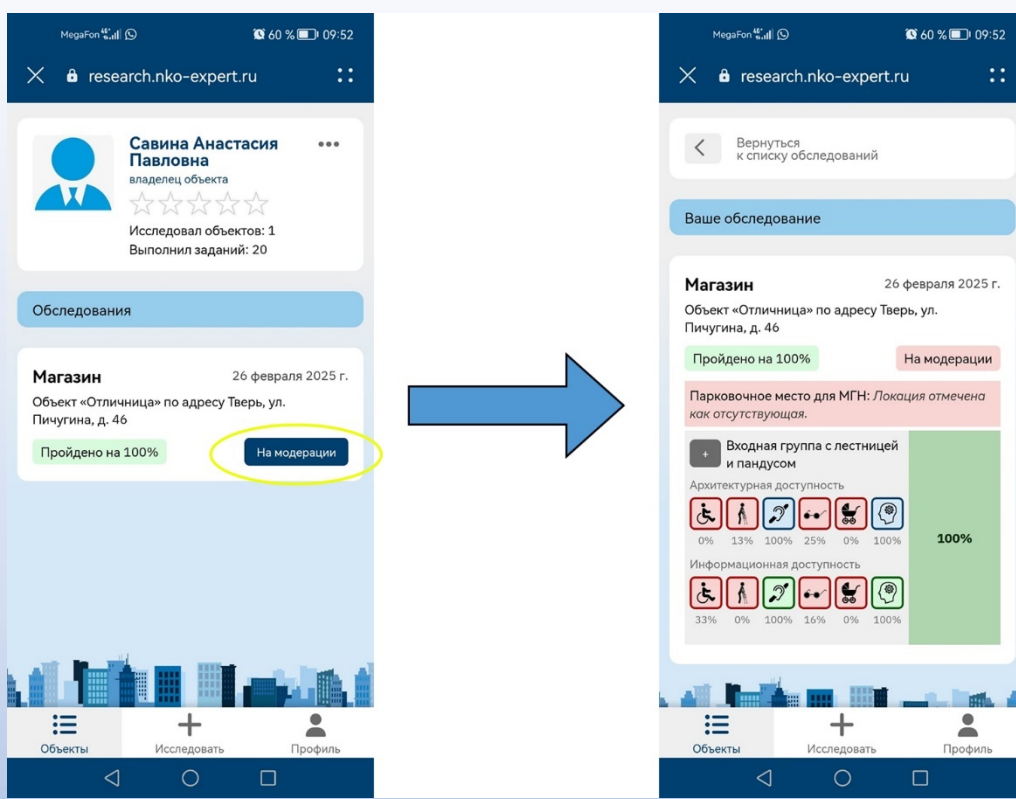 MegaFon 60 % 09:52
research.nko-expert.ru
Савина Анастасия
Павловна
владелец объекта
Исследовал объектов: 1
Выполнил заданий: 20
Обследования
Магазин 26 февраля 2025 г.
Объект «Отличница» по адресу Тверь, ул.
Пичугина, д. 46
Пройдено на 100% На модерации
Объекты Исследовать Профиль
MegaFon 60 % 09:52
research.nko-expert.ru
Вернуться
к списку обследований
Ваше обследование
Магазин 26 февраля 2025 г.
Объект «Отличница» по адресу Тверь, ул.
Пичугина, д. 46
Пройдено на 100% На модерации
Парковочное место для МГН: Локация отмечена
как отсутствующая.
+ Входная группа с лестницей
и пандусом
Архитектурная доступность
0% 13% 100% 25% 0% 100%
100%
Информационная доступность
33% 0% 100% 16% 0% 100%
Объекты Исследовать Профиль